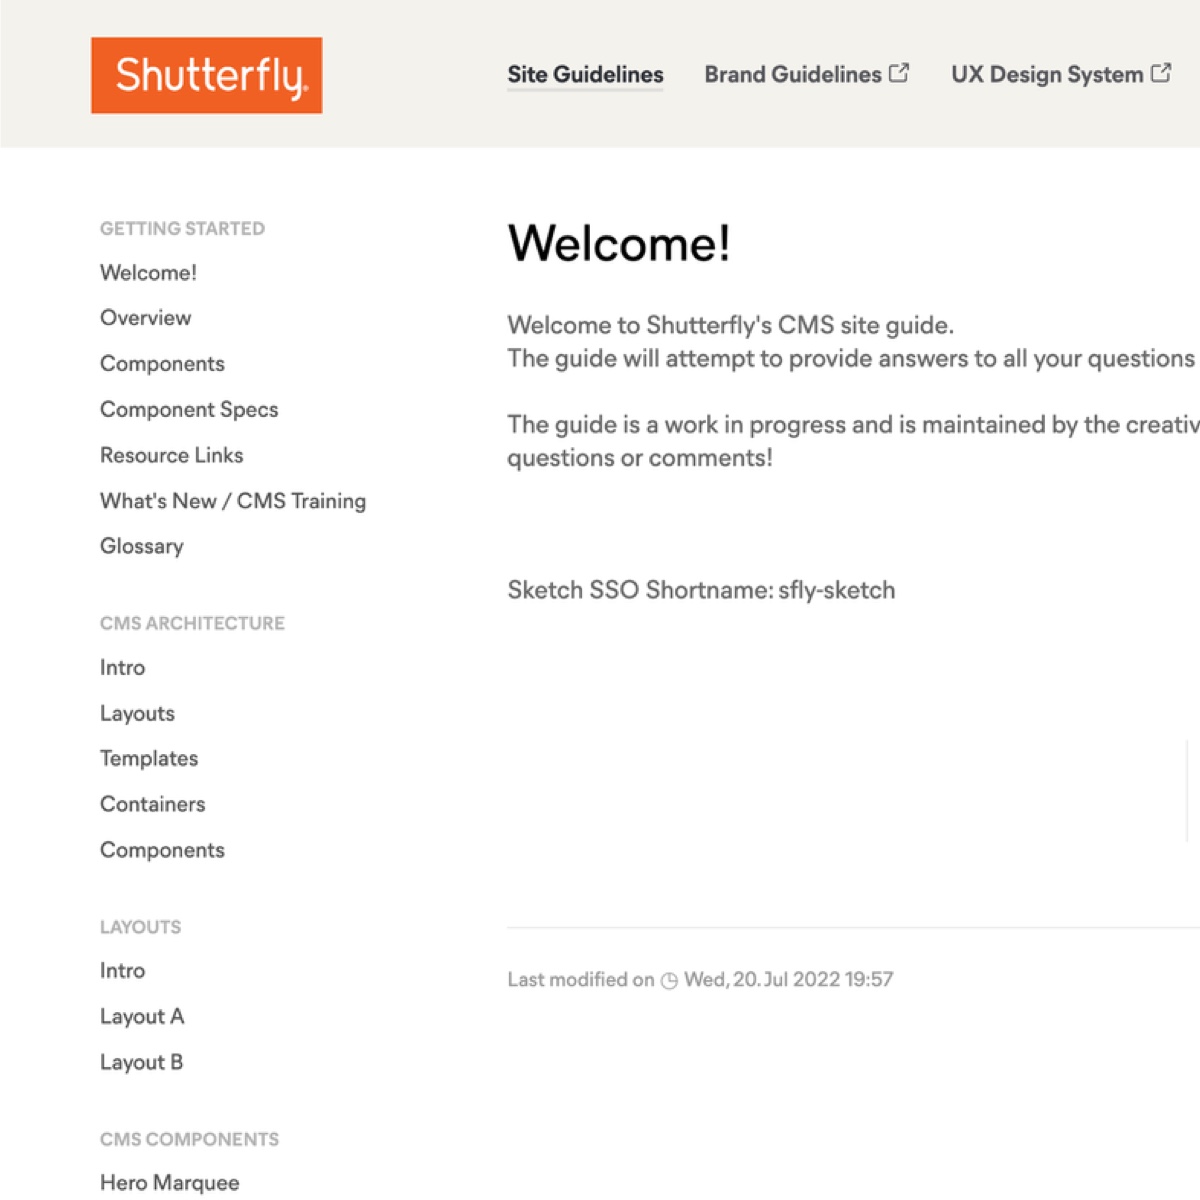 Shutterfly®
Site Guidelines
Brand Guidelines
UX Design System
GETTING STARTED
Welcome!
Overview
Components
Component Specs
Resource Links
What's New / CMS Training
Glossary
CMS ARCHITECTURE
Intro
Layouts
Templates
Containers
Components
LAYOUTS
Intro
Layout A
Layout B
CMS COMPONENTS
Hero Marquee
Welcome!
Welcome to Shutterfly's CMS site guide.
The guide will attempt to provide answers to all your questions
The guide is a work in progress and is maintained by the creativ
questions or comments!
Sketch SSO Shortname: sfly-sketch
Last modified on Wed, 20. Jul 2022 19:57